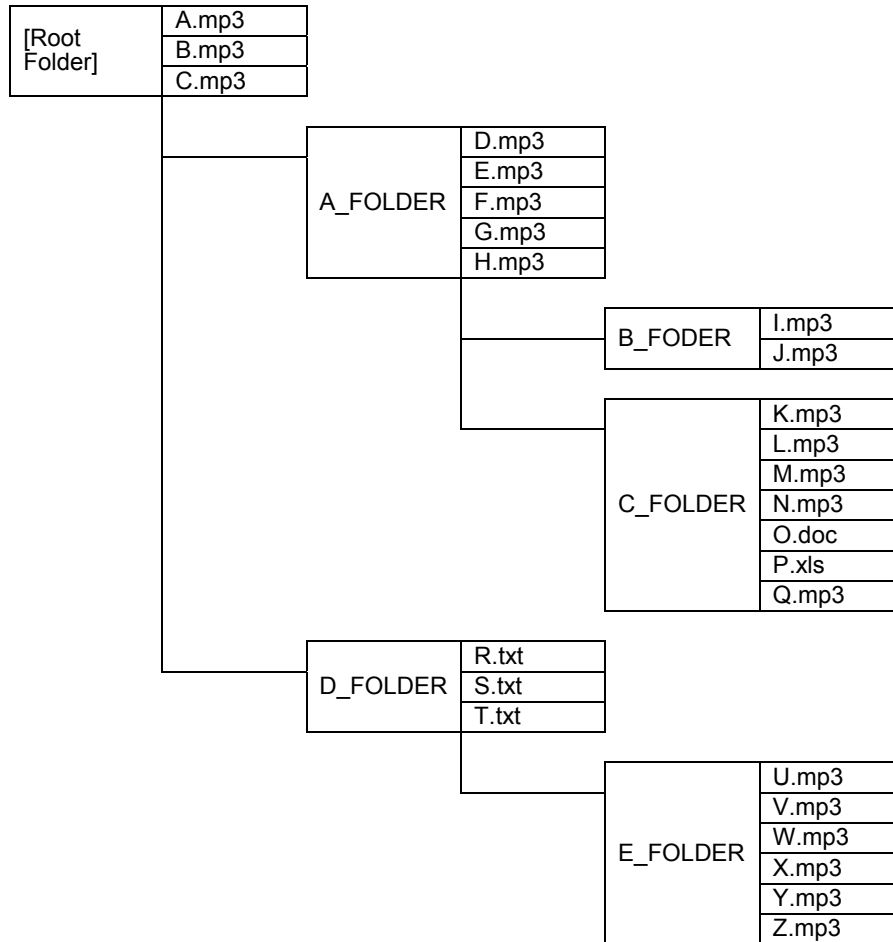 [Root
Folder]
A.mp3
B.mp3
C.mp3
A_FOLDER
D.mp3
E.mp3
F.mp3
G.mp3
H.mp3
B_FODER
I.mp3
J.mp3
C_FOLDER
K.mp3
L.mp3
M.mp3
N.mp3
O.doc
P.xls
Q.mp3
D_FOLDER
R.txt
S.txt
T.txt
E_FOLDER
U.mp3
V.mp3
W.mp3
X.mp3
Y.mp3
Z.mp3